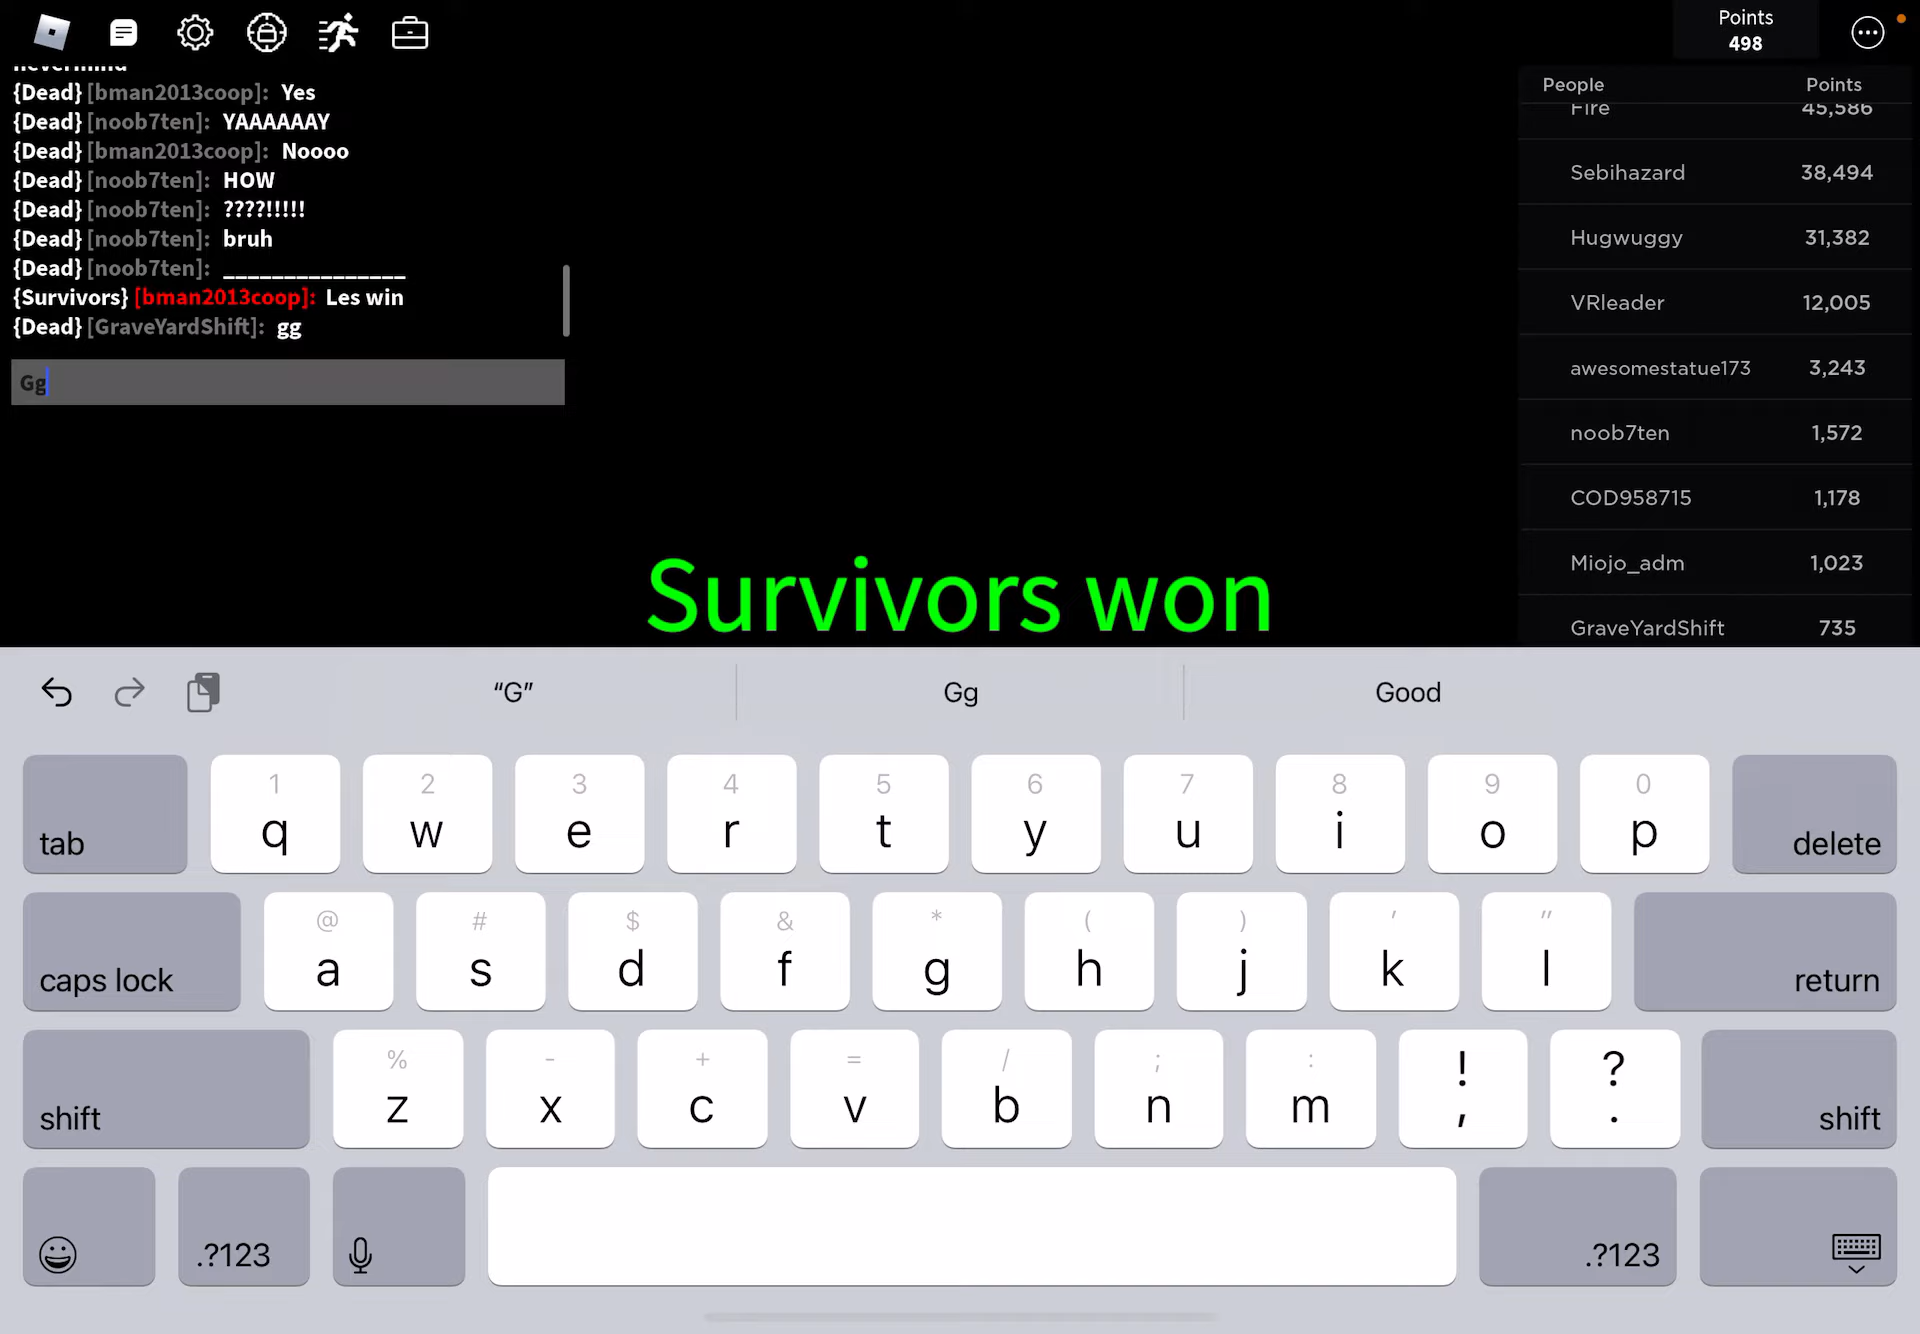 Points
498
nevermind
{Dead} [bman2013coop]: Yes
{Dead} [noob7ten]: YAAAAAAY
{Dead} [bman2013coop]: Noooo
{Dead} [noob7ten]: HOW
{Dead} [noob7ten]: ????!!!!!
{Dead} [noob7ten]: bruh
{Dead} [noob7ten]: _______________
{Survivors} [bman2013coop]: Les win
{Dead} [GraveYardShift]: gg
Gg
People Points
Fire 45,586
Sebihazard 38,494
Hugwuggy 31,382
VRleader 12,005
awesomestatue173 3,243
noob7ten 1,572
COD958715 1,178
Miojo_adm 1,023
GraveYardShift 735
Survivors won
“G” Gg Good
1 2 3 4 5 6 7 8 9 0
tab q w e r t y u i o p delete
@ # $ & * ( ) ' "
caps lock a s d f g h j k l return
% - + = / ; : ! ?
shift z x c v b n m , . shift
.?123 .?123